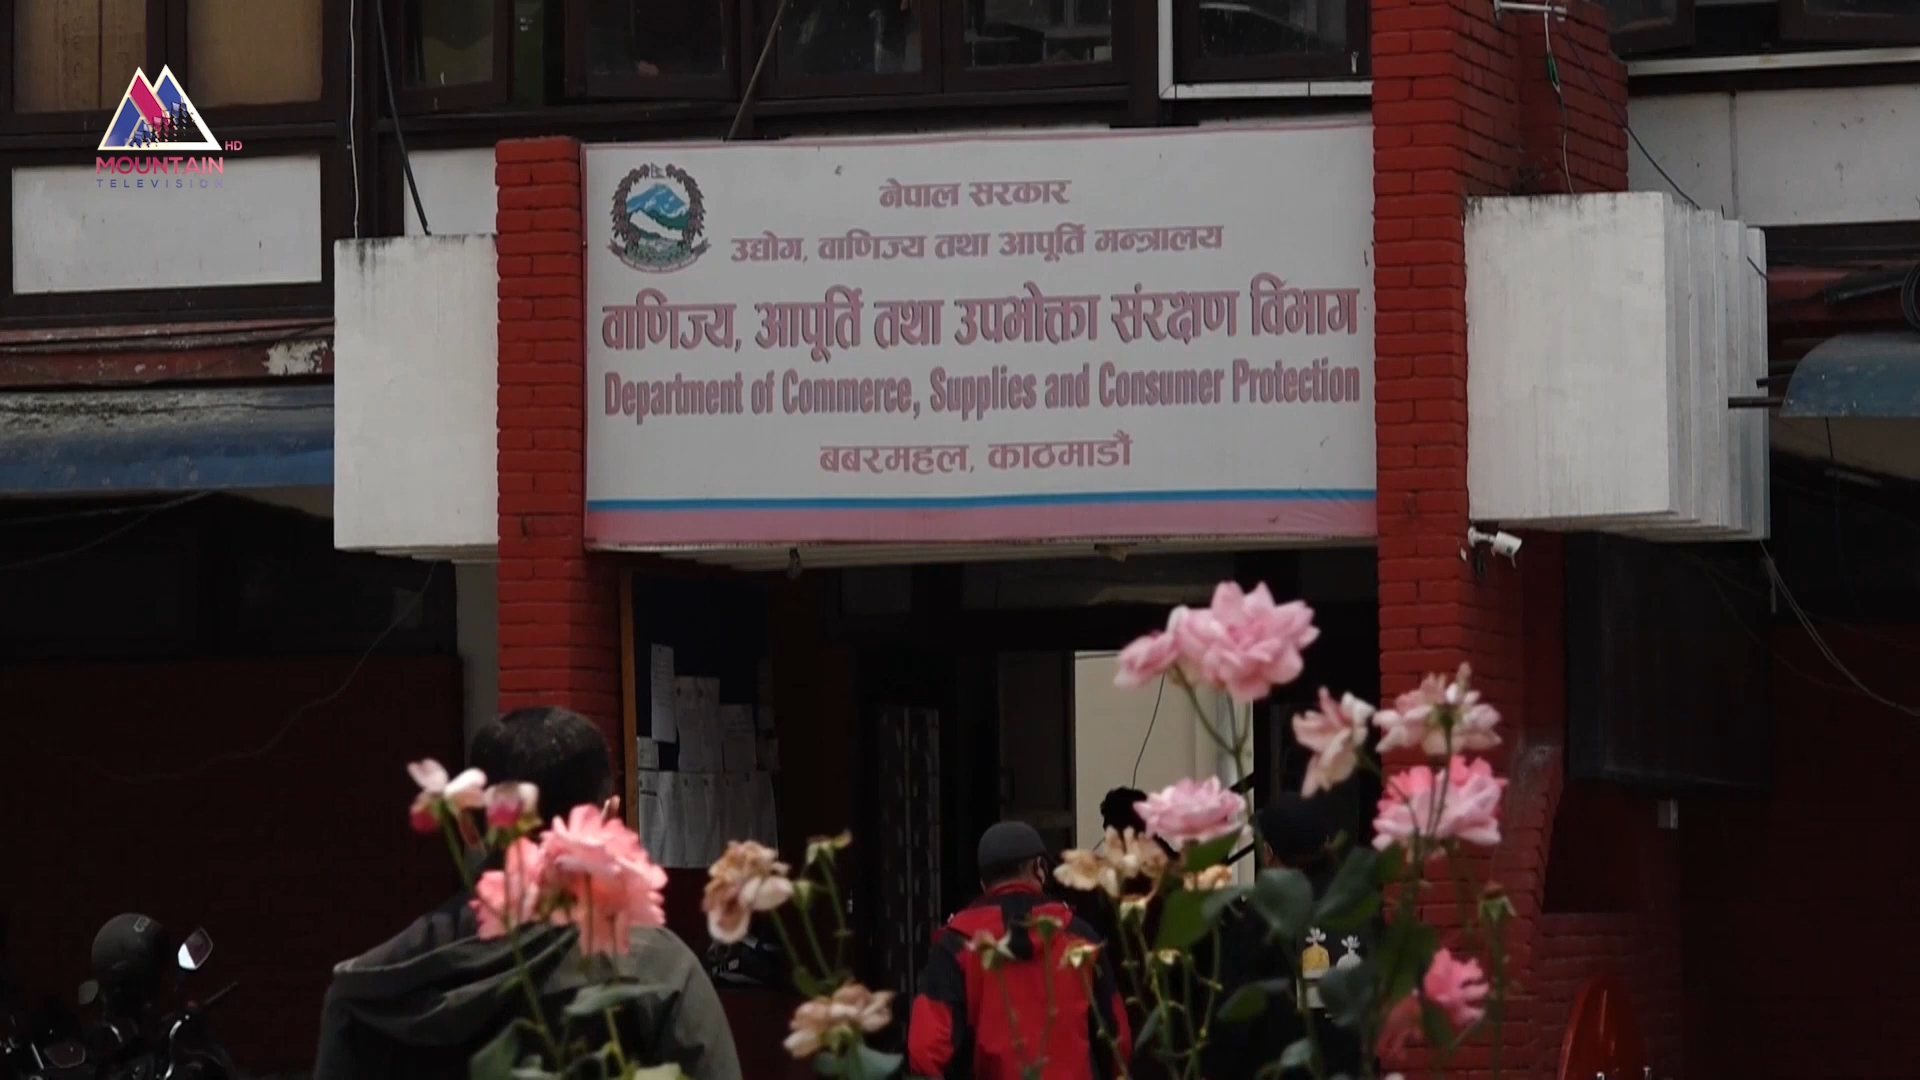 MOUNTAIN HD
TELEVISION
नेपाल सरकार
उद्योग, वाणिज्य तथा आपूर्ति मन्त्रालय
वाणिज्य, आपूर्ति तथा उपभोक्ता संरक्षण विभाग
Department of Commerce, Supplies and Consumer Protection
बबरमहल, काठमाडौं